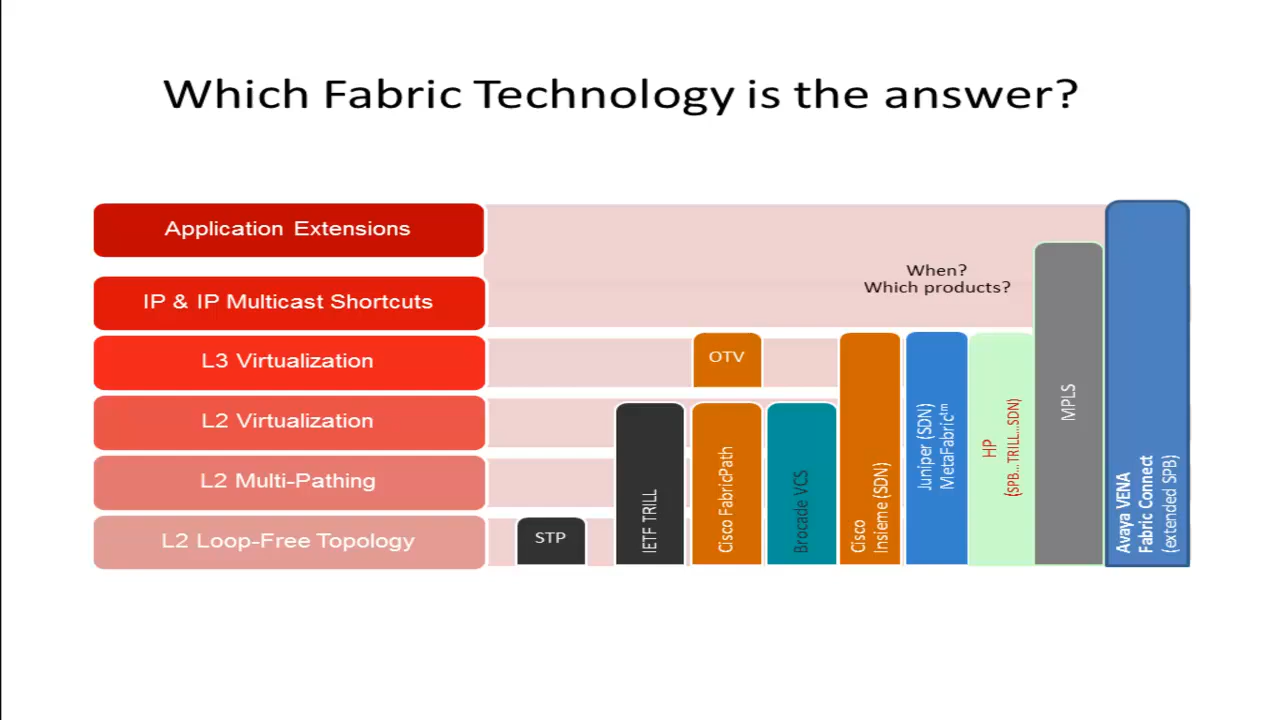 Which Fabric Technology is the answer?
Application Extensions
When?
Which products?
IP & IP Multicast Shortcuts
L3 Virtualization
OTV
L2 Virtualization
L2 Multi-Pathing
L2 Loop-Free Topology
STP
IETF TRILL
Cisco FabricPath
Brocade VCS
Cisco
Insieme (SDN)
Juniper (SDN)
MetaFabric™
HP
(SPB...TRILL...SDN)
MPLS
Avaya VENA
Fabric Connect
(extended SPB)